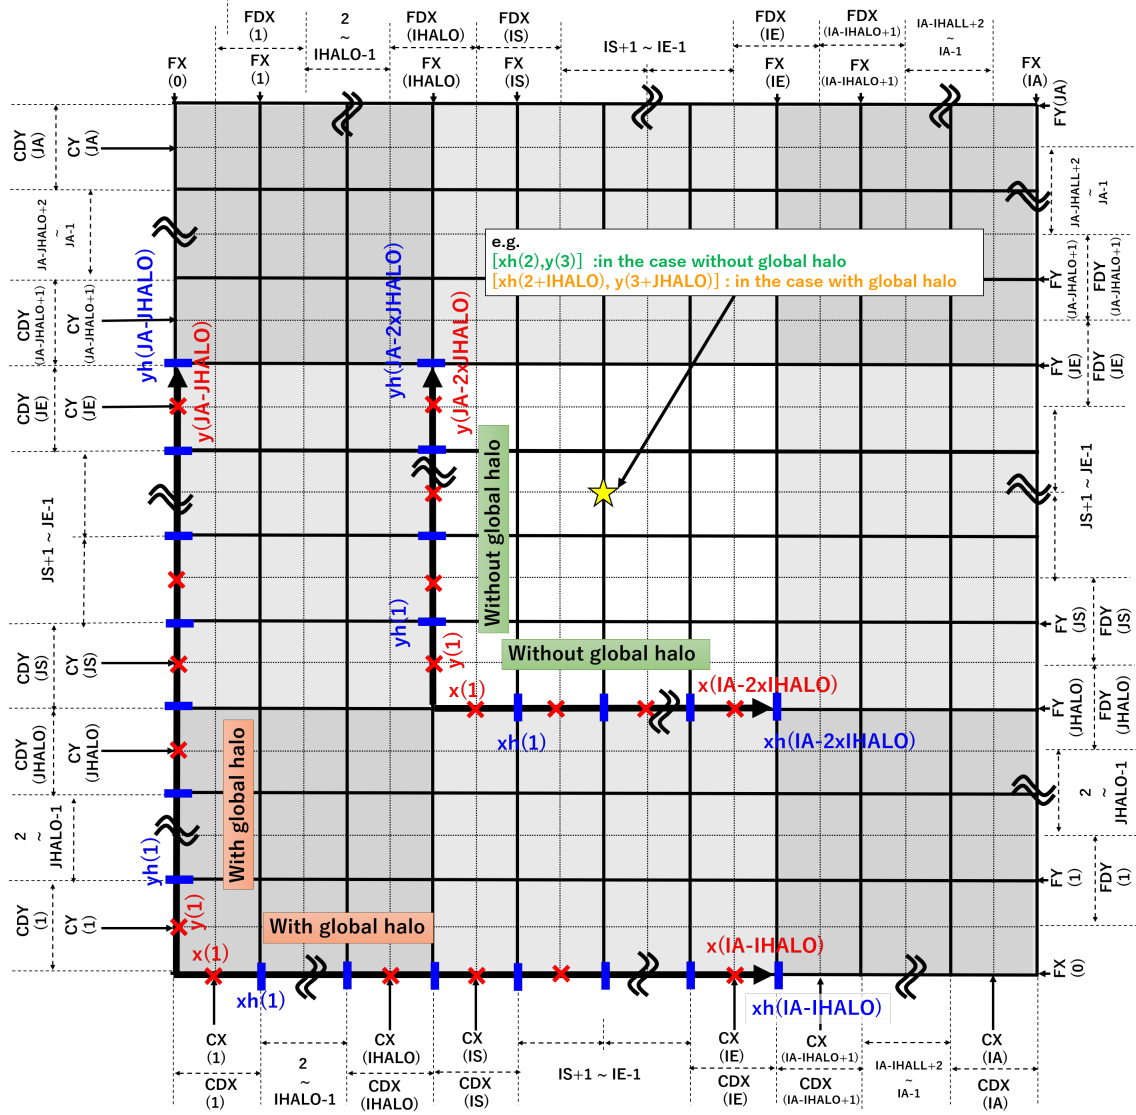 FDX
(1)
2
~
IHALO-1
FDX
(IHALO)
FDX
(IS)
IS+1 ~ IE-1
FDX
(IE)
FDX
(IA-IHALO+1)
IA-IHALL+2
~
IA-1
FX
(0)
FX
(1)
FX
(IHALO)
FX
(IS)
FX
(IE)
FX
(IA-IHALO+1)
FX
(IA)
FY(JA)
CDY
(JA)
CY
(JA)
JA-JHALL+2
~
JA-1
JA-JHALO+2
~
JA-1
e.g.
[xh(2),y(3)] :in the case without global halo
[xh(2+IHALO), y(3+JHALO)] : in the case with global halo
FY
(JA-JHALO+1)
FDY
(JA-JHALO+1)
CDY
(JA-JHALO+1)
CY
(JA-JHALO+1)
yh(JA-JHALO)
y(JA-JHALO)
yh(JA-2xJHALO)
y(JA-2xJHALO)
FY
(JE)
FDY
(JE)
CDY
(JE)
CY
(JE)
JS+1 ~ JE-1
JS+1 ~ JE-1
Without global halo
yh(1)
y(1)
FY
(JS)
FDY
(JS)
CDY
(JS)
CY
(JS)
Without global halo
x(1)
x(IA-2xIHALO)
xh(1)
xh(IA-2xIHALO)
FY
(JHALO)
FDY
(JHALO)
CDY
(JHALO)
CY
(JHALO)
2
~
JHALO-1
2
~
JHALO-1
With global halo
yh(1)
y(1)
FY
(1)
FDY
(1)
CDY
(1)
CY
(1)
With global halo
x(1)
x(IA-IHALO)
FX
(0)
xh(1)
xh(IA-IHALO)
CX
(1)
CX
(IHALO)
CX
(IS)
CX
(IE)
CX
(IA-IHALO+1)
CX
(IA)
CDX
(1)
2
~
IHALO-1
CDX
(IHALO)
CDX
(IS)
IS+1 ~ IE-1
CDX
(IE)
CDX
(IA-IHALO+1)
IA-IHALL+2
~
IA-1
CDX
(IA)